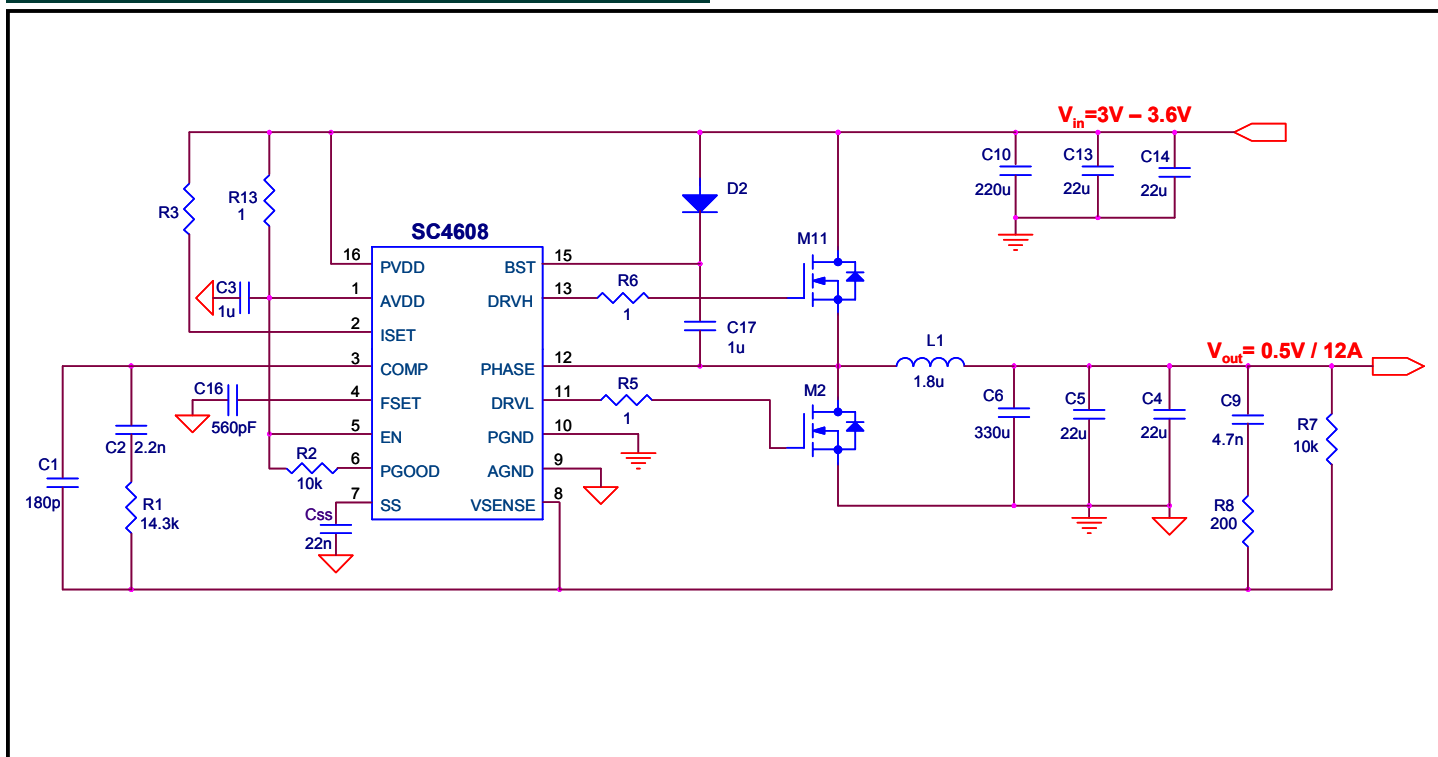 Vin=3V – 3.6V
C10
220u
C13
22u
C14
22u
R3
R13
1
D2
SC4608
M11
16
PVDD
BST
15
C3
1u
1
AVDD
DRVH
13
R6
1
2
ISET
C17
1u
3
COMP
PHASE
12
L1
1.8u
Vout= 0.5V / 12A
C16
560pF
4
FSET
DRVL
11
R5
1
M2
C6
330u
C5
22u
C4
22u
C9
4.7n
R7
10k
C2
2.2n
5
EN
PGND
10
R2
10k
6
PGOOD
AGND
9
C1
180p
R1
14.3k
7
SS
VSENSE
8
Css
22n
R8
200